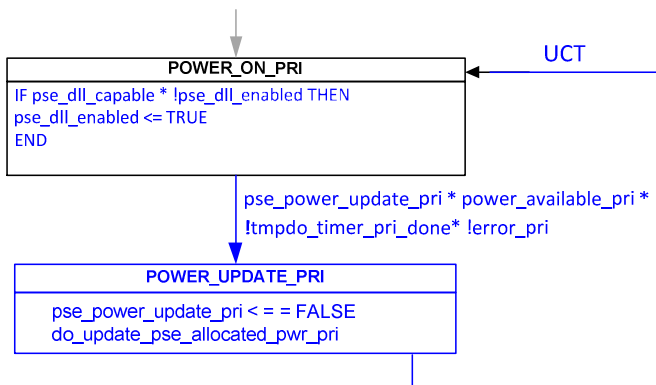 POWER_ON_PRI
UCT
IF pse_dll_capable * !pse_dll_enabled THEN
pse_dll_enabled <= TRUE
END
pse_power_update_pri * power_available_pri *
!tmpdo_timer_pri_done* !error_pri
POWER_UPDATE_PRI
pse_power_update_pri < = = FALSE
do_update_pse_allocated_pwr_pri